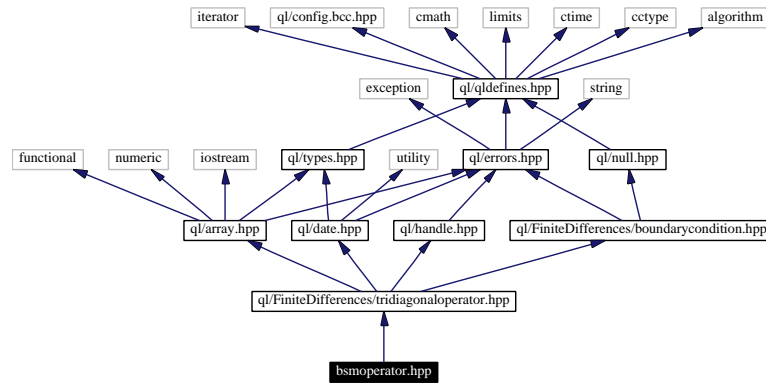 iterator ql/config.bcc.hpp cmath limits ctime cctype algorithm
exception ql/qldefines.hpp string
functional numeric iostream ql/types.hpp utility ql/errors.hpp ql/null.hpp
ql/array.hpp ql/date.hpp ql/handle.hpp ql/FiniteDifferences/boundarycondition.hpp
ql/FiniteDifferences/tridiagonaloperator.hpp
bsmoperator.hpp